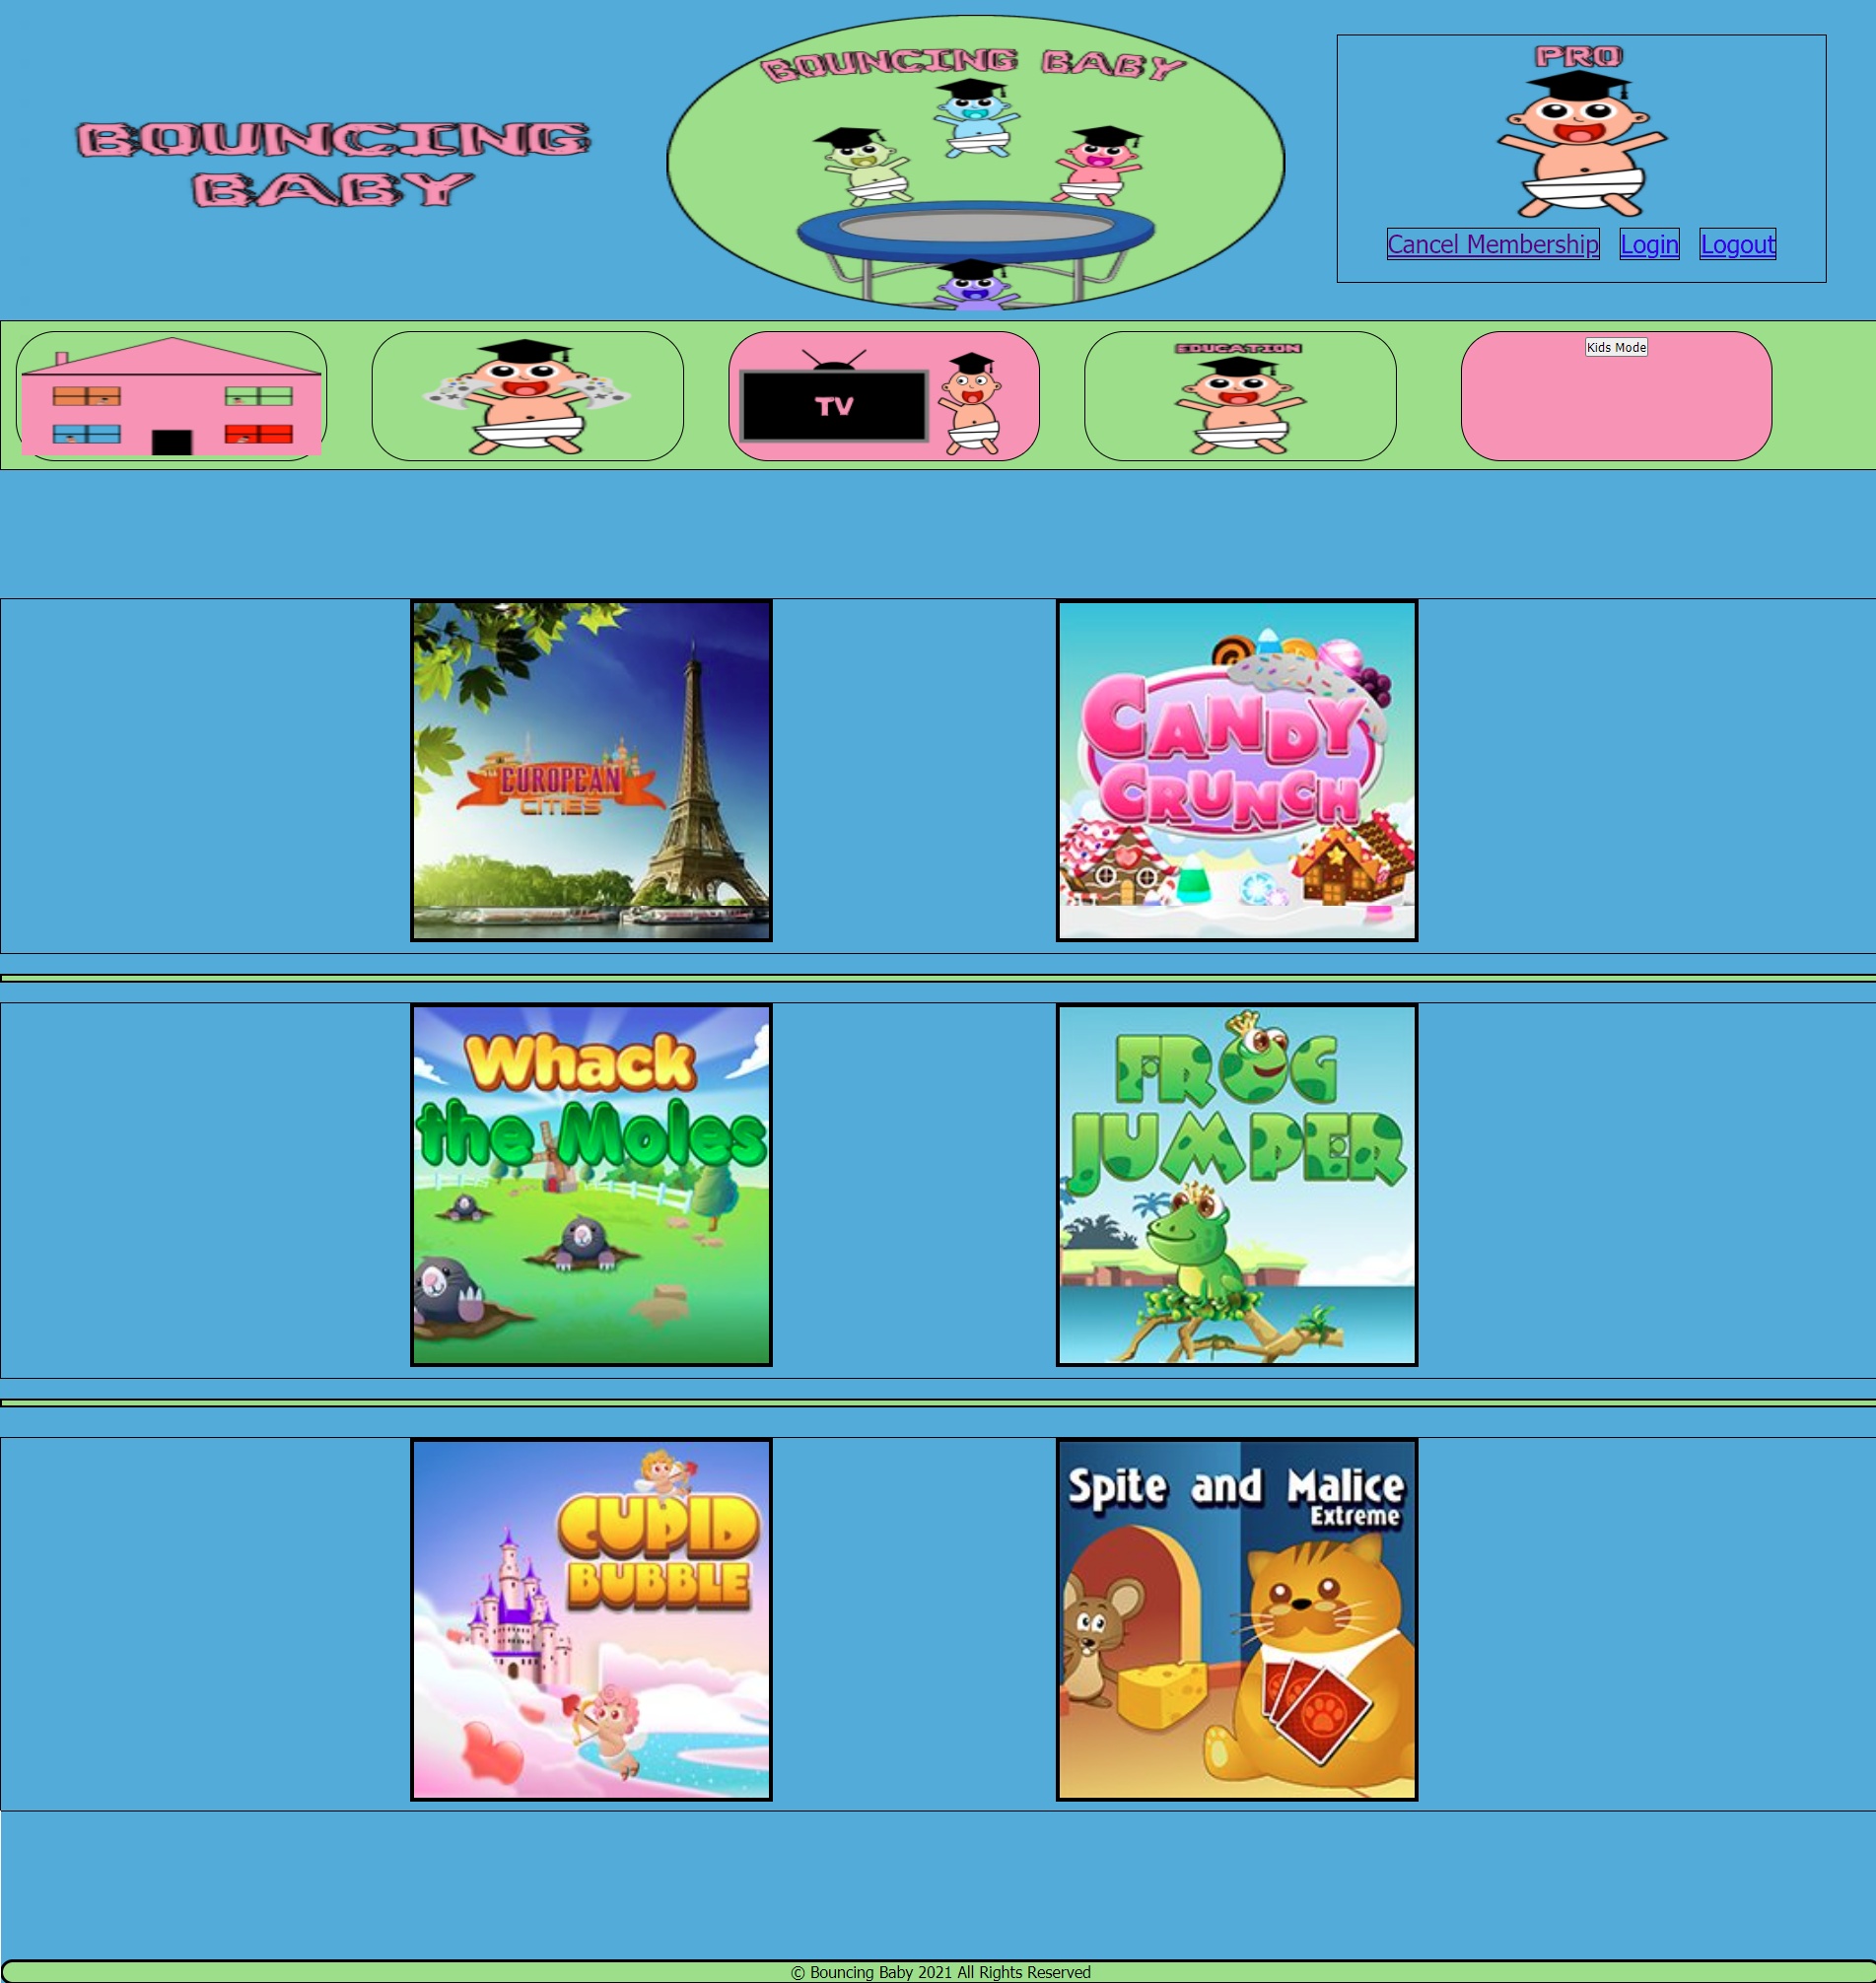 BOUNCING
BABY
BOUNCING BABY
PRO
Cancel Membership Login Logout
TV
EDUCATION
Kids Mode
EUROPEAN
CITIES
CANDY
CRUNCH
Whack
the Moles
FROG
JUMPER
CUPID
BUBBLE
Spite and Malice
Extreme
© Bouncing Baby 2021 All Rights Reserved